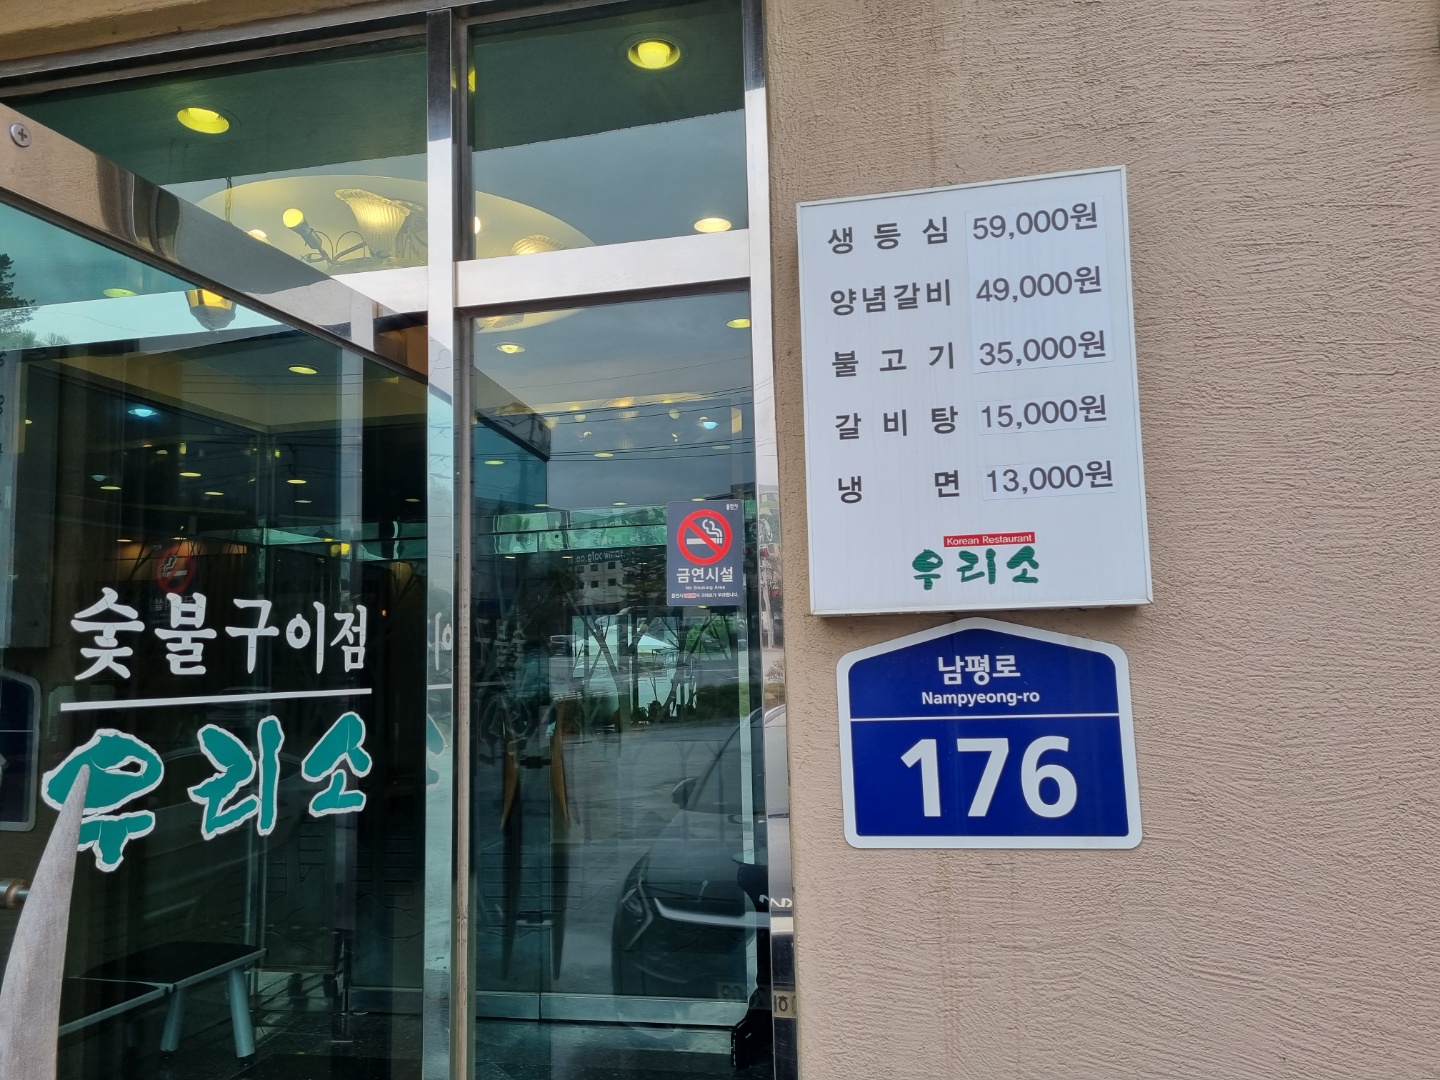 숯불구이점
우리소
금연시설
No Smoking Area
생등심 59,000원
양념갈비 49,000원
불고기 35,000원
갈비탕 15,000원
냉면 13,000원
Korean Restaurant
우리소
남평로
Nampyeong-ro
176